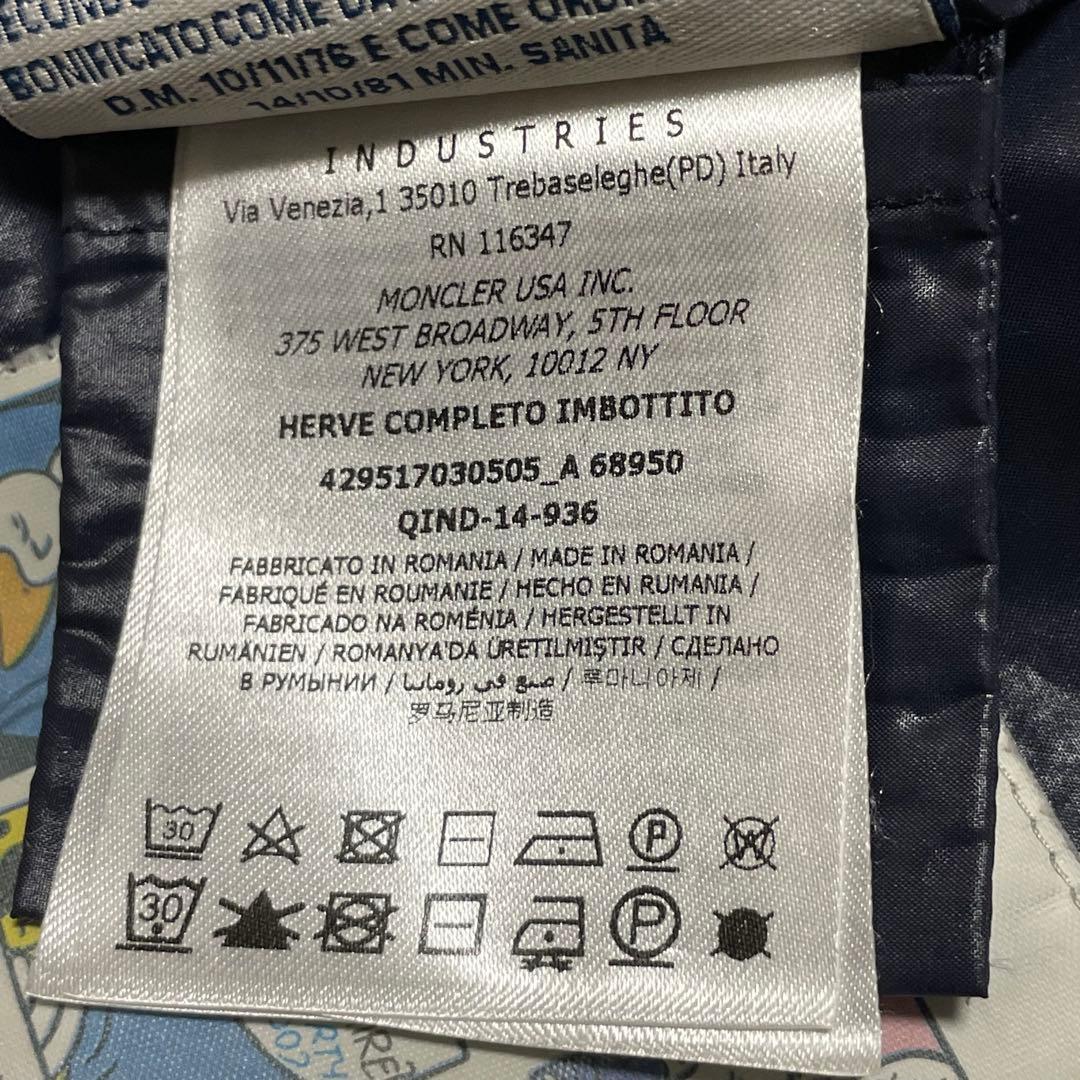 BONIFICATO COME DA
D.M. 10/11/76 E COME
14/10/81 MIN. SANITÀ
INDUSTRIES
Via Venezia,1 35010 Trebaseleghe(PD) Italy
RN 116347
MONCLER USA INC.
375 WEST BROADWAY, 5TH FLOOR
NEW YORK, 10012 NY
HERVE COMPLETO IMBOTTITO
429517030505_A 68950
QIND-14-936
FABBRICATO IN ROMANIA / MADE IN ROMANIA /
FABRIQUÉ EN ROUMANIE / HECHO EN RUMANIA /
FABRICADO NA ROMÉNIA / HERGESTELLT IN
RUMÄNIEN / ROMANYA'DA ÜRETILMIŞTIR / СДЕЛАНО
В РУМЫНИИ / صنع في رومانيا / 루마니아제 /
罗马尼亚制造
30 P W
30 P